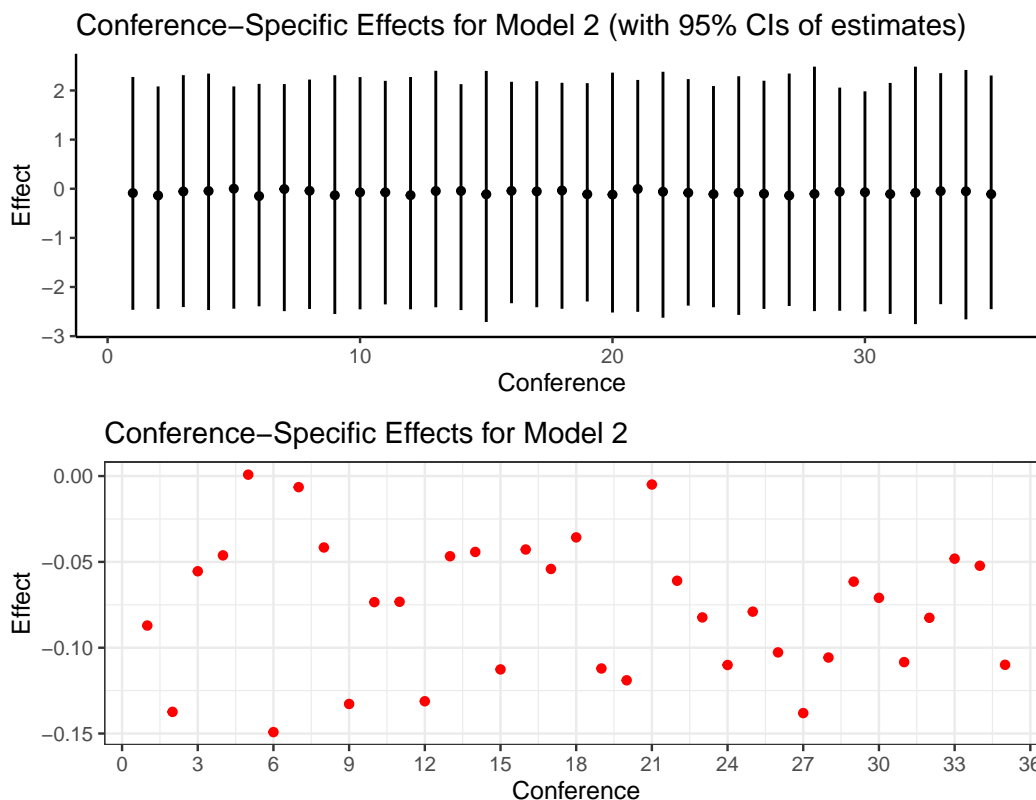 Conference−Specific Effects for Model 2 (with 95% CIs of estimates)
2
1
0
−1
−2
−3
Effect
0 10 20 30
Conference
Conference−Specific Effects for Model 2
0.00
−0.05
−0.10
−0.15
Effect
0 3 6 9 12 15 18 21 24 27 30 33 36
Conference